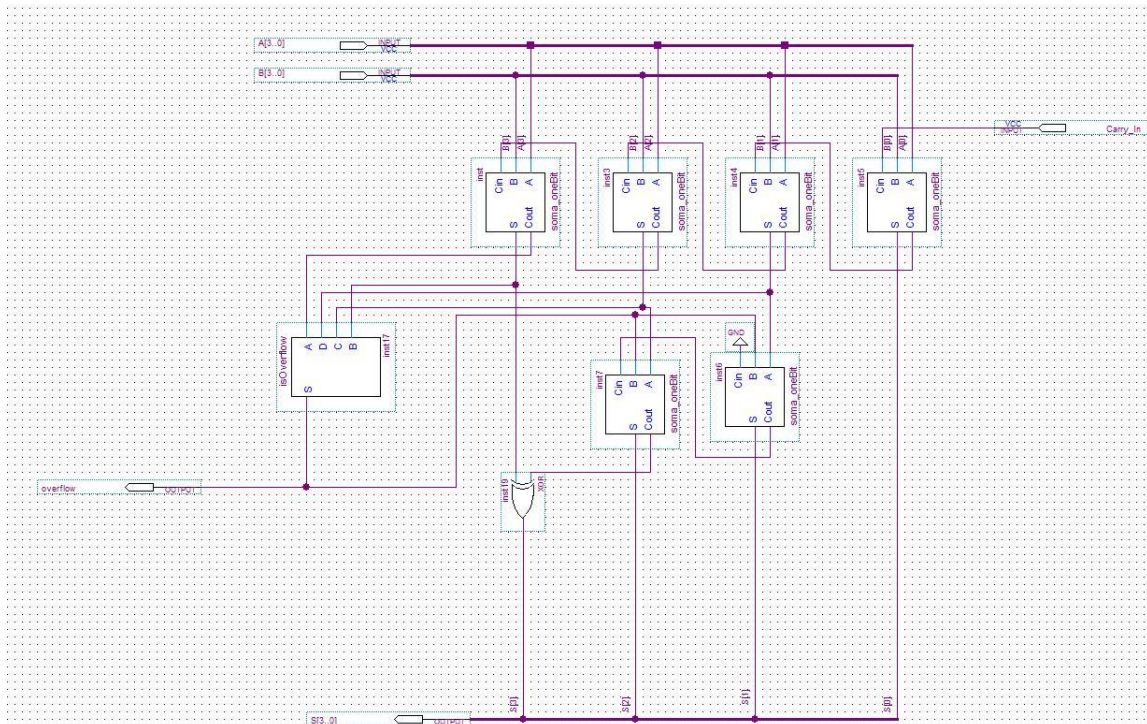 A[3..0] INPUT VCC
B[3..0] INPUT VCC
VCC INPUT Carry_In
B[3] A[3] B[2] A[2] B[1] A[1] B[0] A[0]
inst Cin B A S Cout soma_oneBit
inst3 Cin B A S Cout soma_oneBit
inst4 Cin B A S Cout soma_oneBit
inst5 Cin B A S Cout soma_oneBit
isOverflow A D C B S inst17
GND
inst7 Cin B A S Cout soma_oneBit
inst6 Cin B A S Cout soma_oneBit
overflow OUTPUT
inst19 XOR
S[3] S[2] S[1] S[0]
S[3..0] OUTPUT